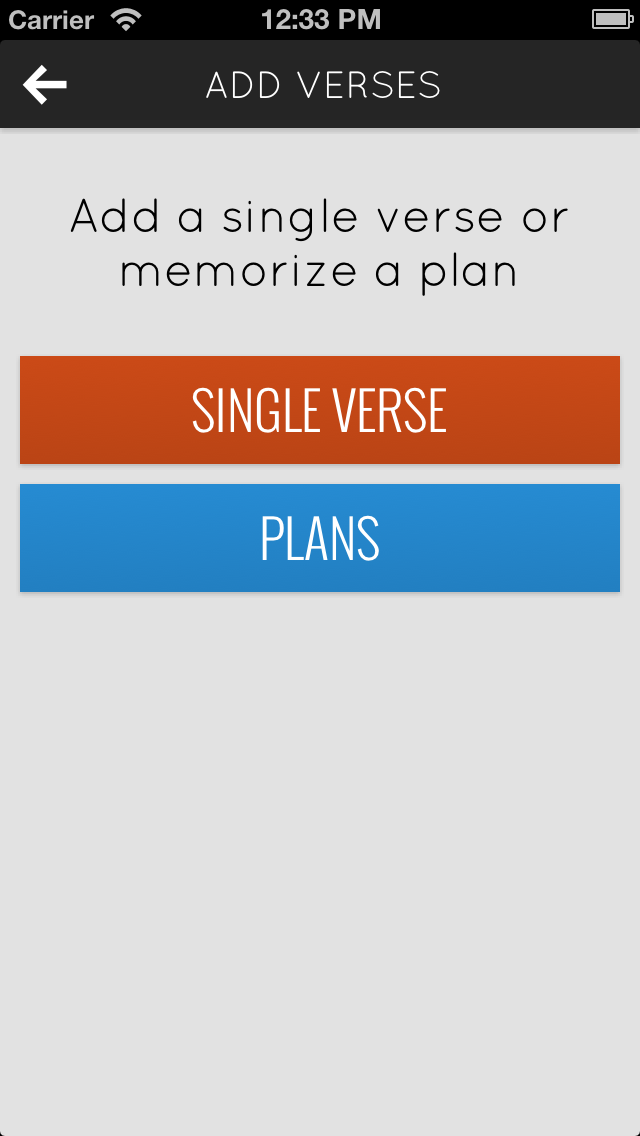 Carrier 12:33 PM
ADD VERSES
Add a single verse or
memorize a plan
SINGLE VERSE
PLANS